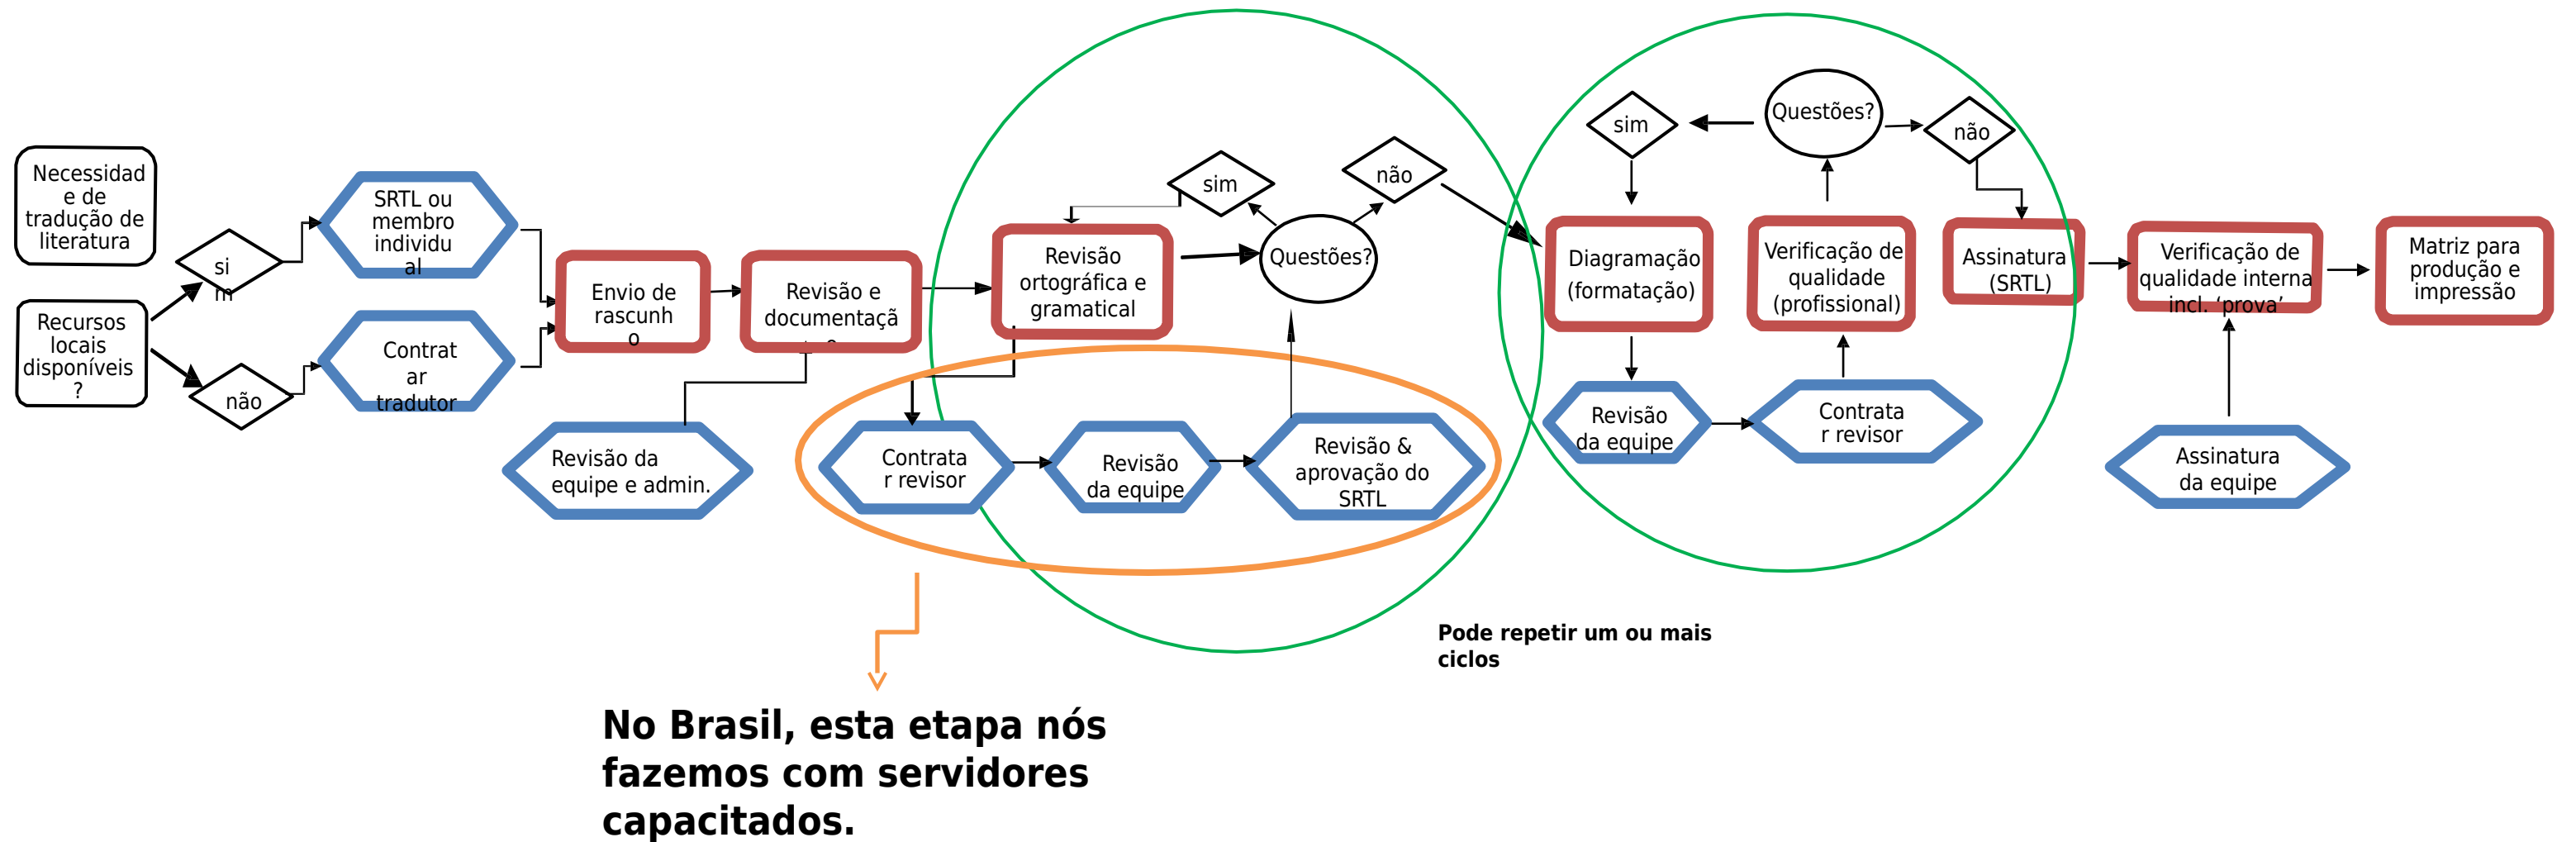 Necessidad
e de
tradução de
literatura
Recursos
locais
disponíveis
?
si
m
não
SRTL ou
membro
individu
al
Contrat
ar
tradutor
Envio de
rascunh
o
Revisão e
documentaçã
o
Revisão da
equipe e admin.
Revisão
ortográfica e
gramatical
sim
Questões?
não
Contrata
r revisor
Revisão
da equipe
Revisão &
aprovação do
SRTL
sim
Questões?
não
Diagramação
(formatação)
Verificação de
qualidade
(profissional)
Assinatura
(SRTL)
Revisão
da equipe
Contrata
r revisor
Verificação de
qualidade interna
incl. ‘prova’
Matriz para
produção e
impressão
Assinatura
da equipe
Pode repetir um ou mais
ciclos
No Brasil, esta etapa nós
fazemos com servidores
capacitados.